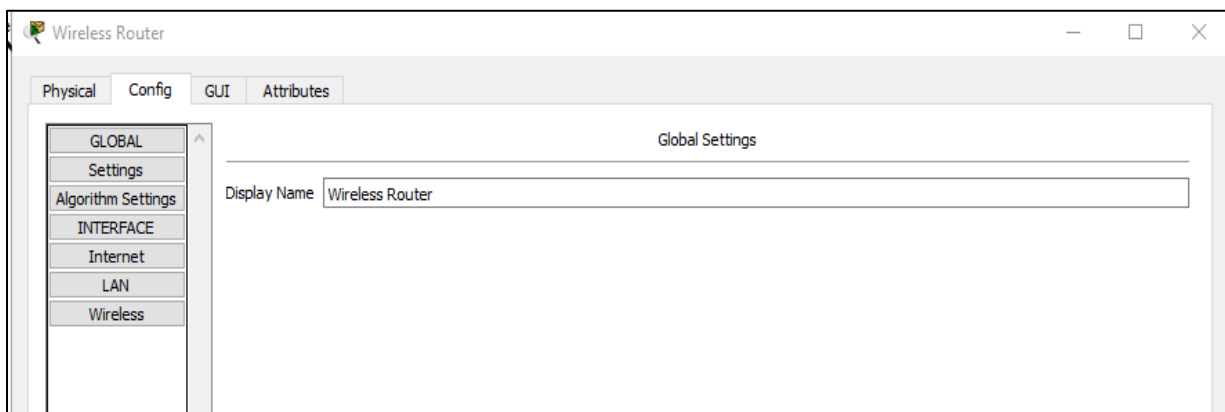 Wireless Router
Physical Config GUI Attributes
GLOBAL
Settings
Algorithm Settings
INTERFACE
Internet
LAN
Wireless
Global Settings
Display Name Wireless Router